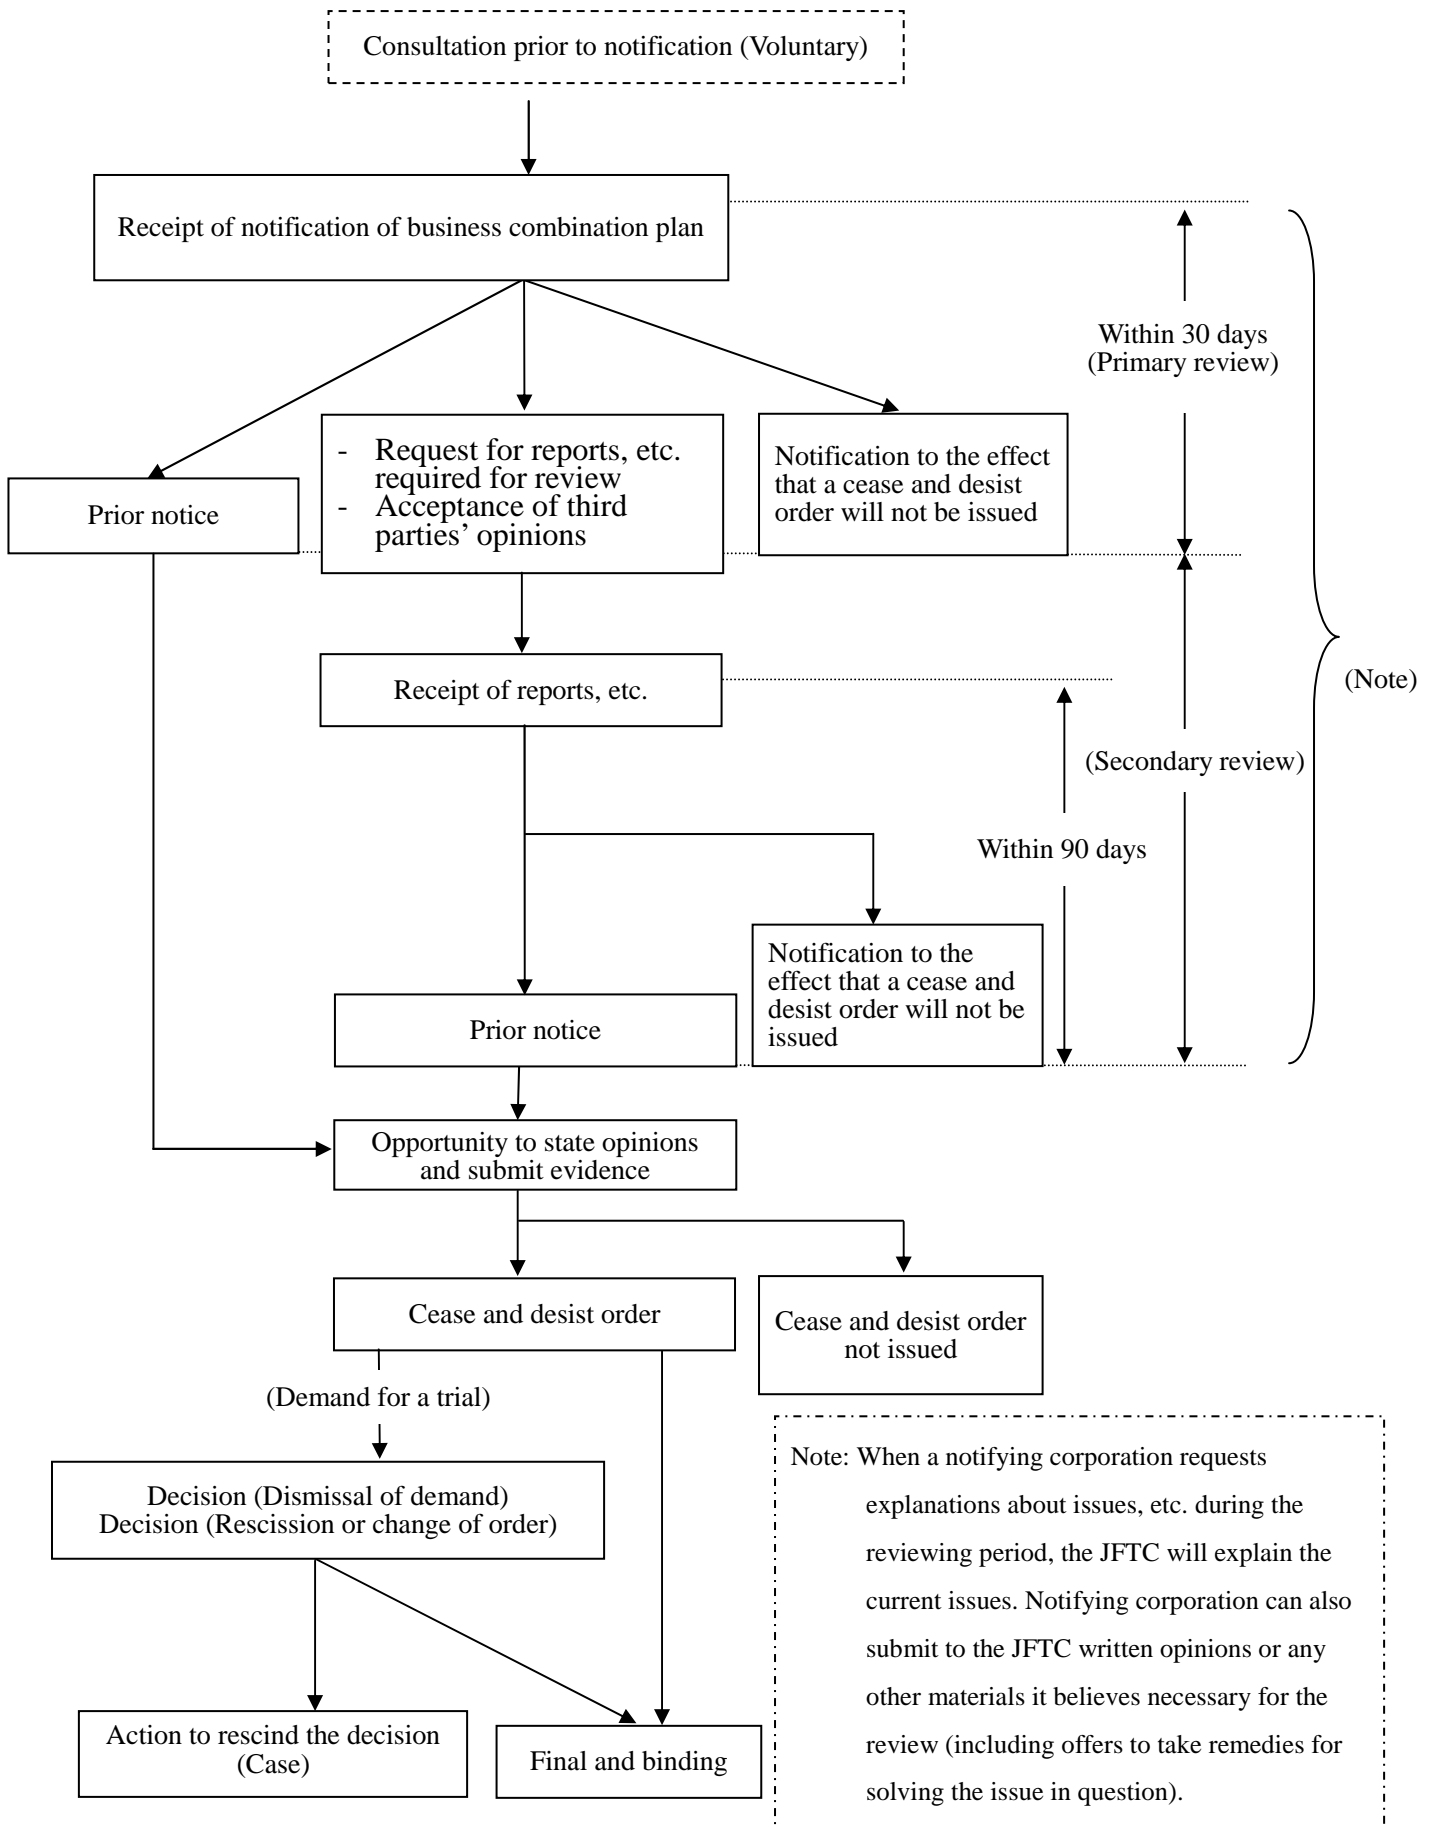 Consultation prior to notification (Voluntary)
Receipt of notification of business combination plan
Within 30 days
(Primary review)
Prior notice
- Request for reports, etc.
required for review
- Acceptance of third
parties’ opinions
Notification to the effect
that a cease and desist
order will not be issued
Receipt of reports, etc.
(Note)
(Secondary review)
Within 90 days
Notification to the
effect that a cease and
desist order will not be
issued
Prior notice
Opportunity to state opinions
and submit evidence
Cease and desist order
Cease and desist order
not issued
(Demand for a trial)
Decision (Dismissal of demand)
Decision (Rescission or change of order)
Action to rescind the decision
(Case)
Final and binding
Note: When a notifying corporation requests
explanations about issues, etc. during the
reviewing period, the JFTC will explain the
current issues. Notifying corporation can also
submit to the JFTC written opinions or any
other materials it believes necessary for the
review (including offers to take remedies for
solving the issue in question).